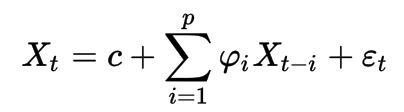 $X_t = c + \sum_{i=1}^{p} \varphi_i X_{t-i} + \varepsilon_t$